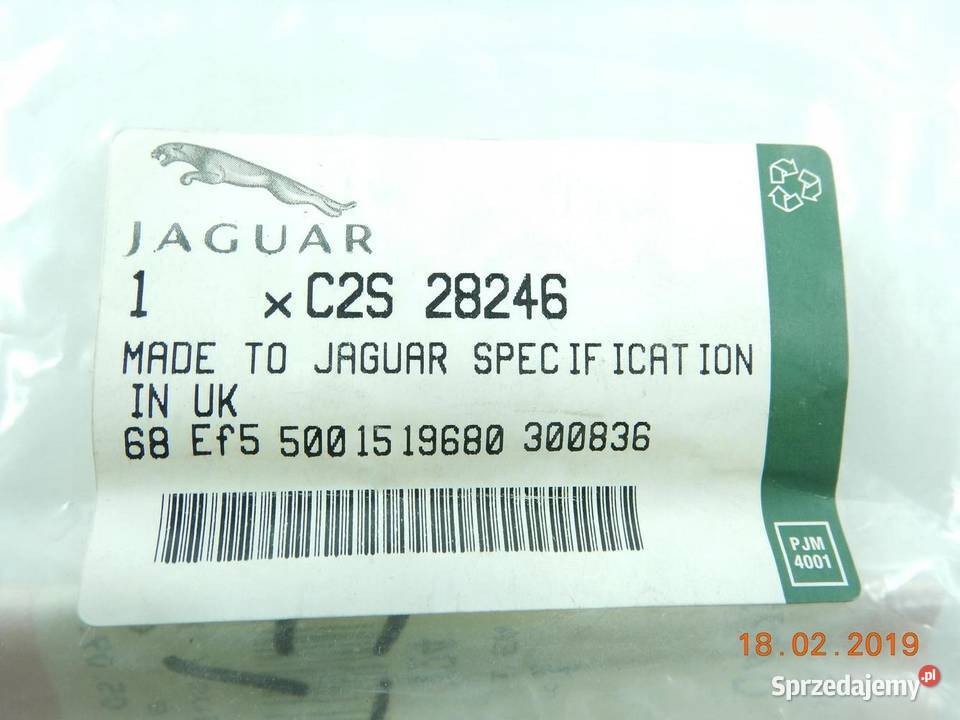 JAGUAR
1 x C2S 28246
MADE TO JAGUAR SPECIFICATION
IN UK
68 Ef5 5001519680 300836
PJM
4001
18.02.2019
Sprzedajemy.pl